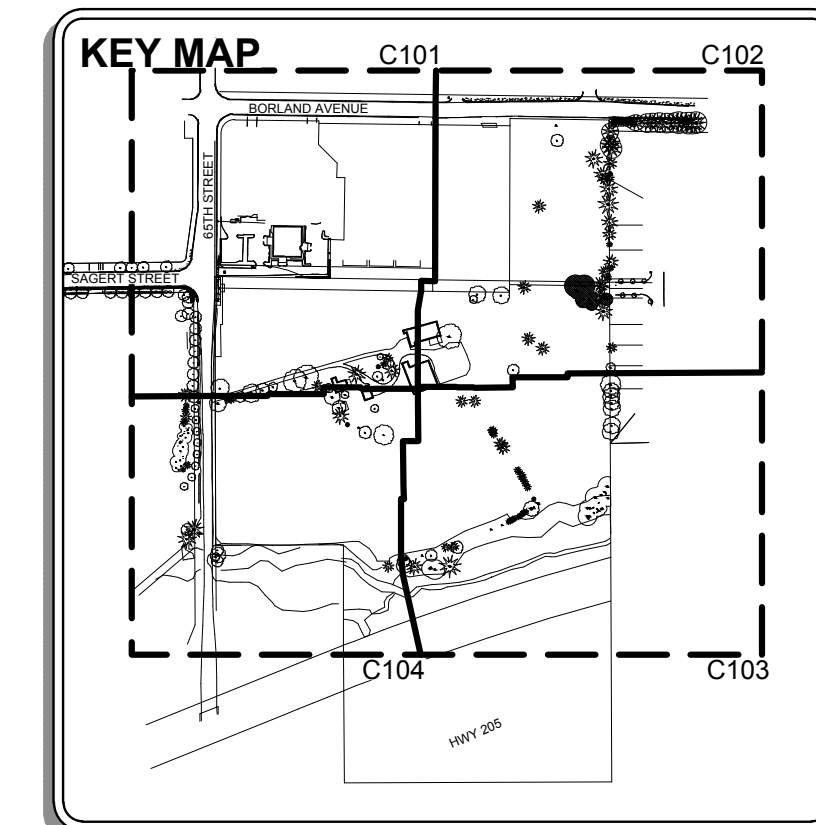 KEY MAP
C101
C102
BORLAND AVENUE
65TH STREET
SAGERT STREET
C104
C103
HWY 205